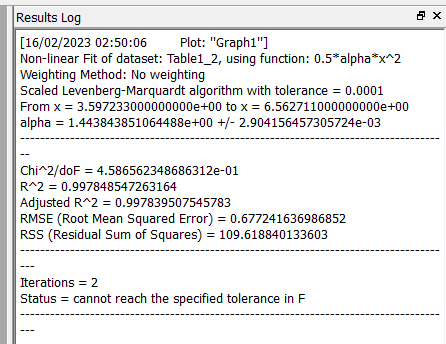 Results Log
[16/02/2023 02:50:06 Plot: "Graph1"]
Non-linear Fit of dataset: Table1_2, using function: 0.5*alpha*x^2
Weighting Method: No weighting
Scaled Levenberg-Marquardt algorithm with tolerance = 0.0001
From x = 3.597233000000000e+00 to x = 6.562711000000000e+00
alpha = 1.443843851064488e+00 +/- 2.904156457305724e-03
--------------------------------------------------------------------------------------
--
Chi^2/doF = 4.586562348686312e-01
R^2 = 0.997848547263164
Adjusted R^2 = 0.997839507545783
RMSE (Root Mean Squared Error) = 0.677241636986852
RSS (Residual Sum of Squares) = 109.618840133603
--------------------------------------------------------------------------------------
---
Iterations = 2
Status = cannot reach the specified tolerance in F
--------------------------------------------------------------------------------------
---